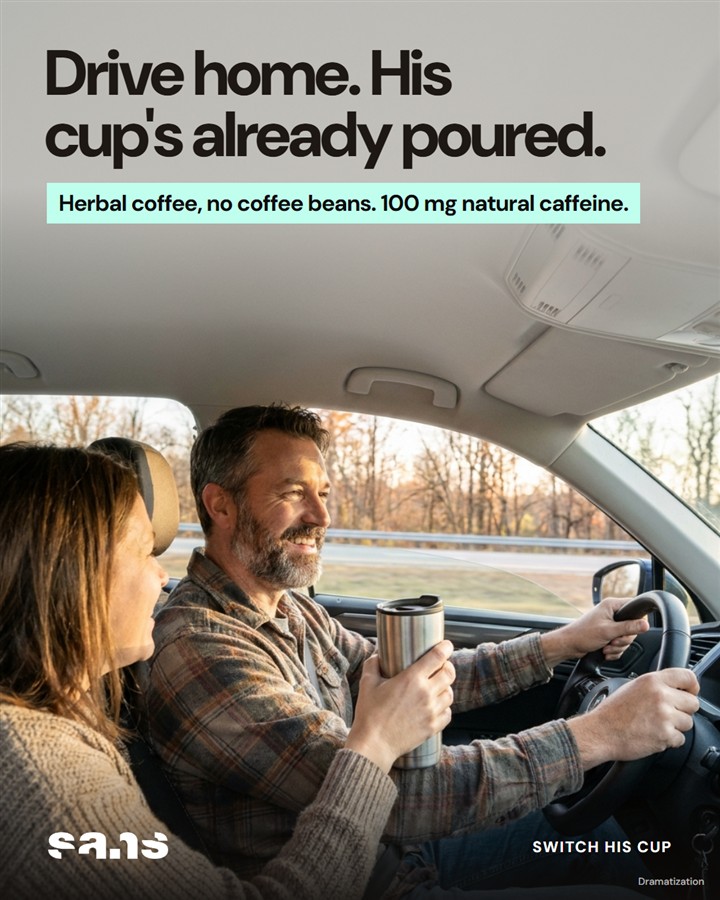 Drive home. His
cup's already poured.
Herbal coffee, no coffee beans. 100 mg natural caffeine.
sans
SWITCH HIS CUP
Dramatization